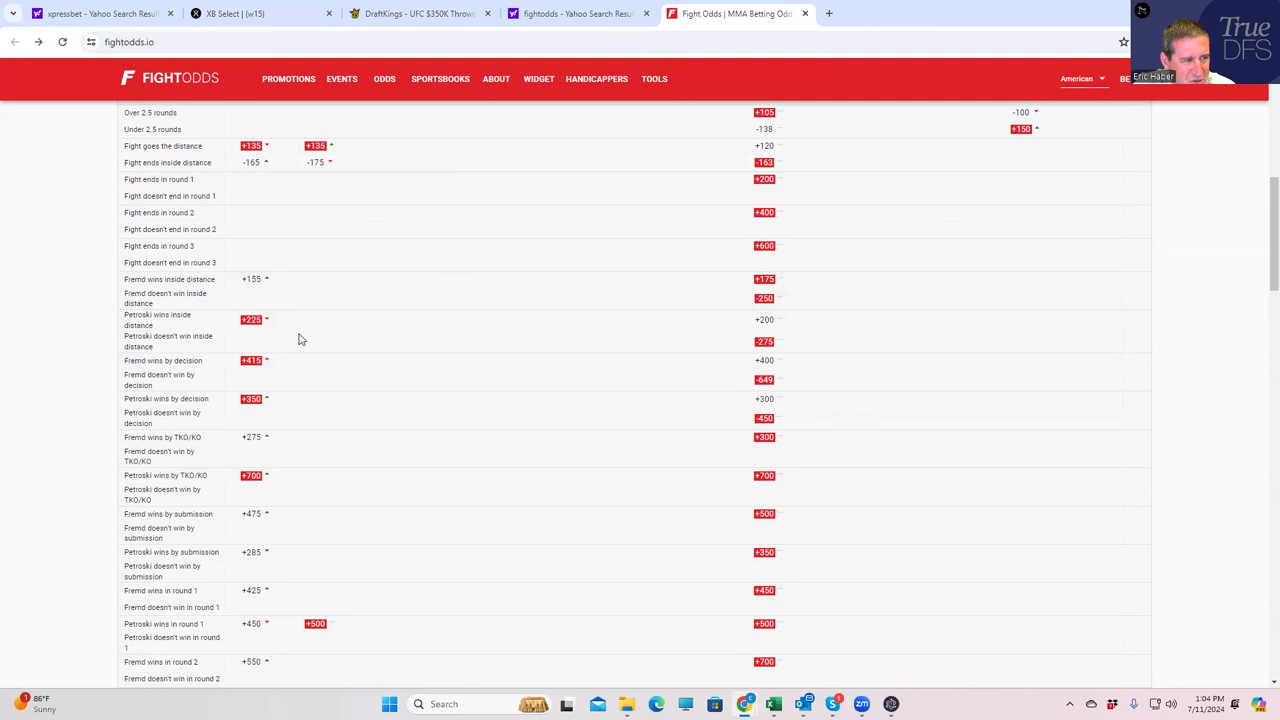 xpressbet - Yahoo Search Resul
XB Select | (w15)
DraftKings - UFC $350K Throwd
fightodds - Yahoo Search Resul
Fight Odds | MMA Betting Odd
fightodds.io
True
DFS
Eric Haber
FIGHTODDS
PROMOTIONS EVENTS ODDS SPORTSBOOKS ABOUT WIDGET HANDICAPPERS TOOLS American BE
Over 2.5 rounds +105 -100
Under 2.5 rounds -138 +150
Fight goes the distance +135 +135 +120
Fight ends inside distance -165 -175 -163
Fight ends in round 1 +200
Fight doesn't end in round 1
Fight ends in round 2 +400
Fight doesn't end in round 2
Fight ends in round 3 +600
Fight doesn't end in round 3
Fremd wins inside distance +155 +175
Fremd doesn't win inside
distance -250
Petroski wins inside
distance +225 +200
Petroski doesn't win inside
distance -275
Fremd wins by decision +415 +400
Fremd doesn't win by
decision -649
Petroski wins by decision +350 +300
Petroski doesn't win by
decision -450
Fremd wins by TKO/KO +275 +300
Fremd doesn't win by
TKO/KO
Petroski wins by TKO/KO +700 +700
Petroski doesn't win by
TKO/KO
Fremd wins by submission +475 +500
Fremd doesn't win by
submission
Petroski wins by submission +285 +350
Petroski doesn't win by
submission
Fremd wins in round 1 +425 +450
Fremd doesn't win in round 1
Petroski wins in round 1 +450 +500 +500
Petroski doesn't win in round
1
Fremd wins in round 2 +550 +700
Fremd doesn't win in round 2
86°F
Sunny
Search
1:04 PM
7/11/2024